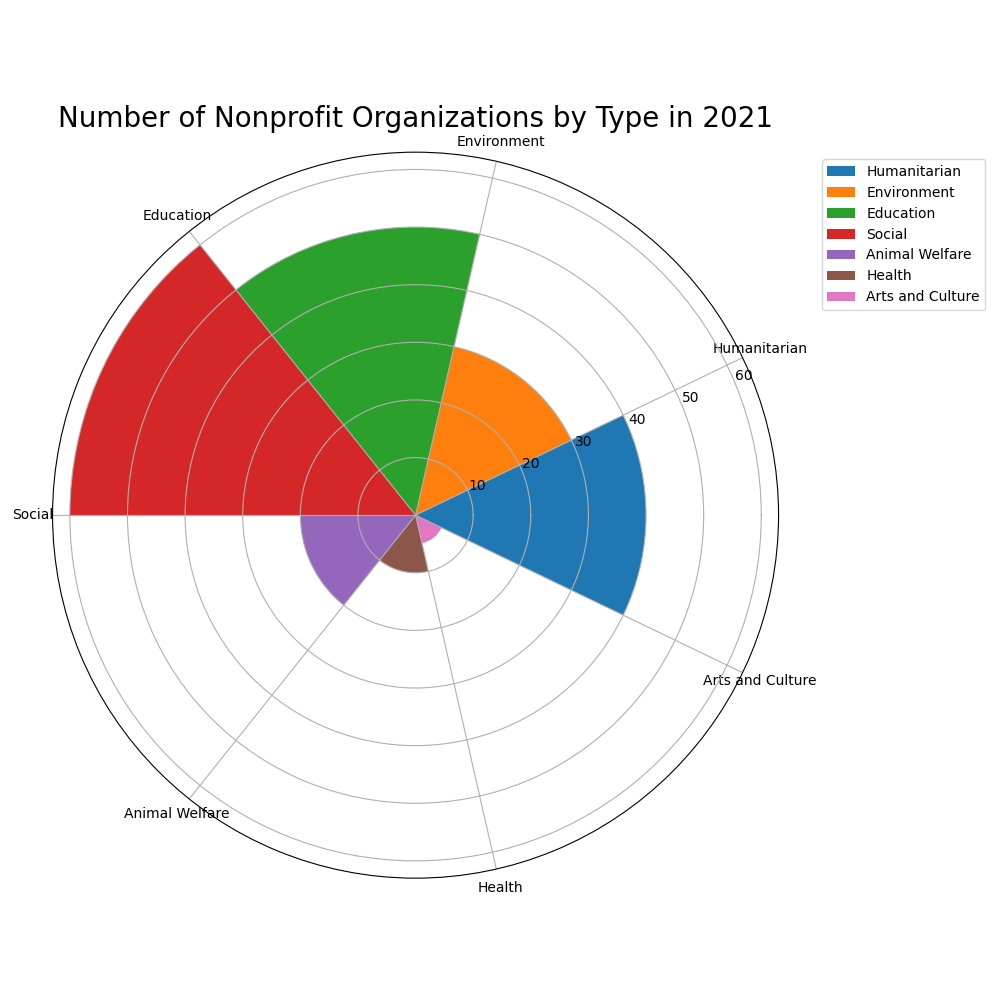 Number of Nonprofit Organizations by Type in 2021
Environment
Education
Humanitarian
Social
Animal Welfare
Health
Arts and Culture
10
20
30
40
50
60
Humanitarian
Environment
Education
Social
Animal Welfare
Health
Arts and Culture